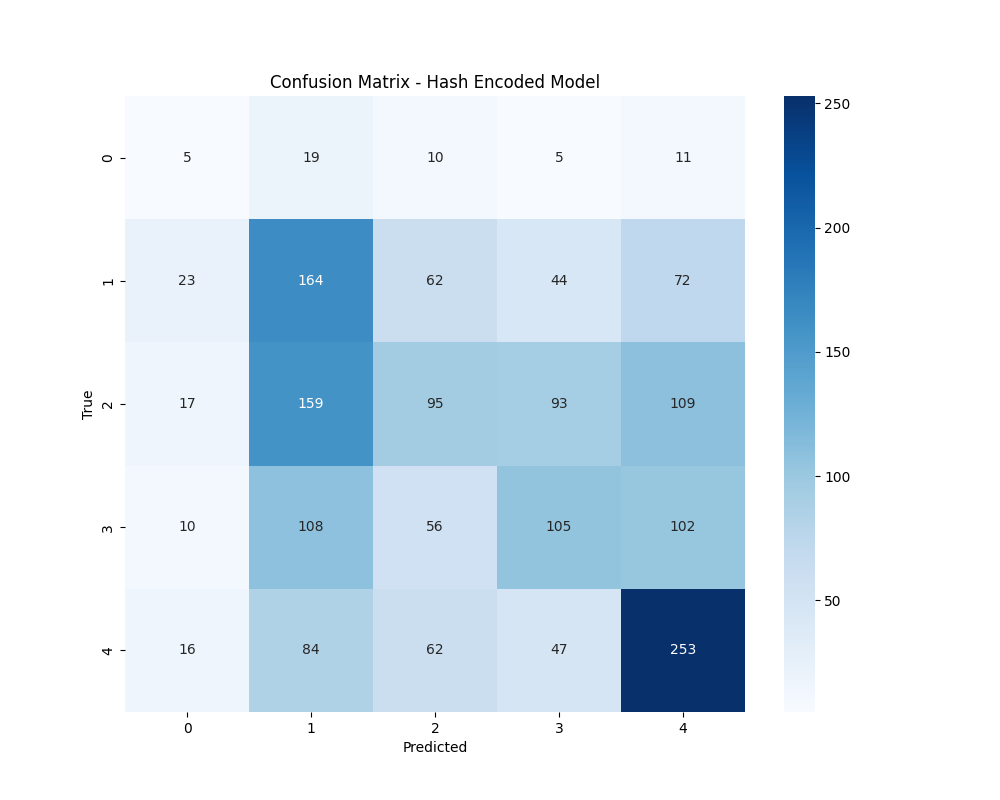 Confusion Matrix - Hash Encoded Model
250
0 5 19 10 5 11
200
1 23 164 62 44 72
150
True
2 17 159 95 93 109
100
3 10 108 56 105 102
50
4 16 84 62 47 253
0 1 2 3 4
Predicted